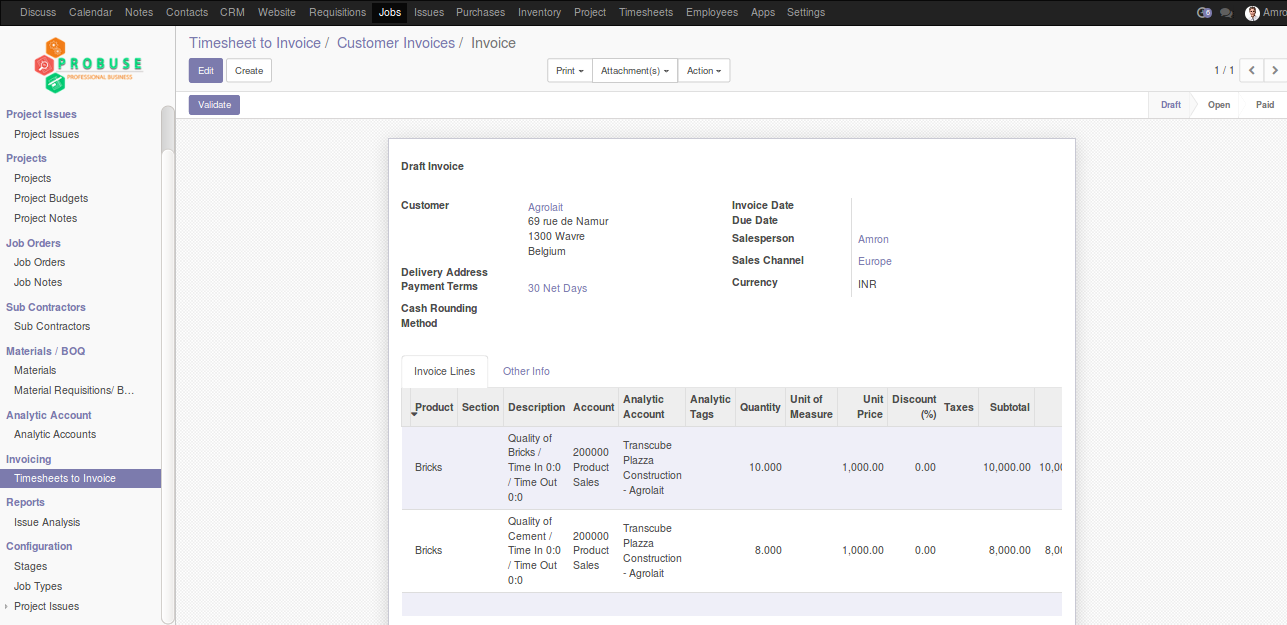 Discuss Calendar Notes Contacts CRM Website Requisitions Jobs Issues Purchases Inventory Project Timesheets Employees Apps Settings Amro
PROBUSE
PROFESSIONAL BUSINESS
Timesheet to Invoice / Customer Invoices / Invoice
Edit Create Print Attachment(s) Action 1 / 1
Validate Draft Open Paid
Project Issues
Project Issues
Projects
Projects
Project Budgets
Project Notes
Job Orders
Job Orders
Job Notes
Sub Contractors
Sub Contractors
Materials / BOQ
Materials
Material Requisitions/ B...
Analytic Account
Analytic Accounts
Invoicing
Timesheets to Invoice
Reports
Issue Analysis
Configuration
Stages
Job Types
Project Issues
Draft Invoice
Customer
Agrolait
69 rue de Namur
1300 Wavre
Belgium
Delivery Address
Payment Terms 30 Net Days
Cash Rounding
Method
Invoice Date
Due Date
Salesperson Amron
Sales Channel Europe
Currency INR
Invoice Lines Other Info
Product Section Description Account Analytic Account Analytic Tags Quantity Unit of Measure Unit Price Discount (%) Taxes Subtotal
Bricks Quality of Bricks / Time In 0:0 / Time Out 0:0 200000 Product Sales Transcube Plazza Construction - Agrolait 10.000 1,000.00 0.00 10,000.00 10,00
Bricks Quality of Cement / Time In 0:0 / Time Out 0:0 200000 Product Sales Transcube Plazza Construction - Agrolait 8.000 1,000.00 0.00 8,000.00 8,00